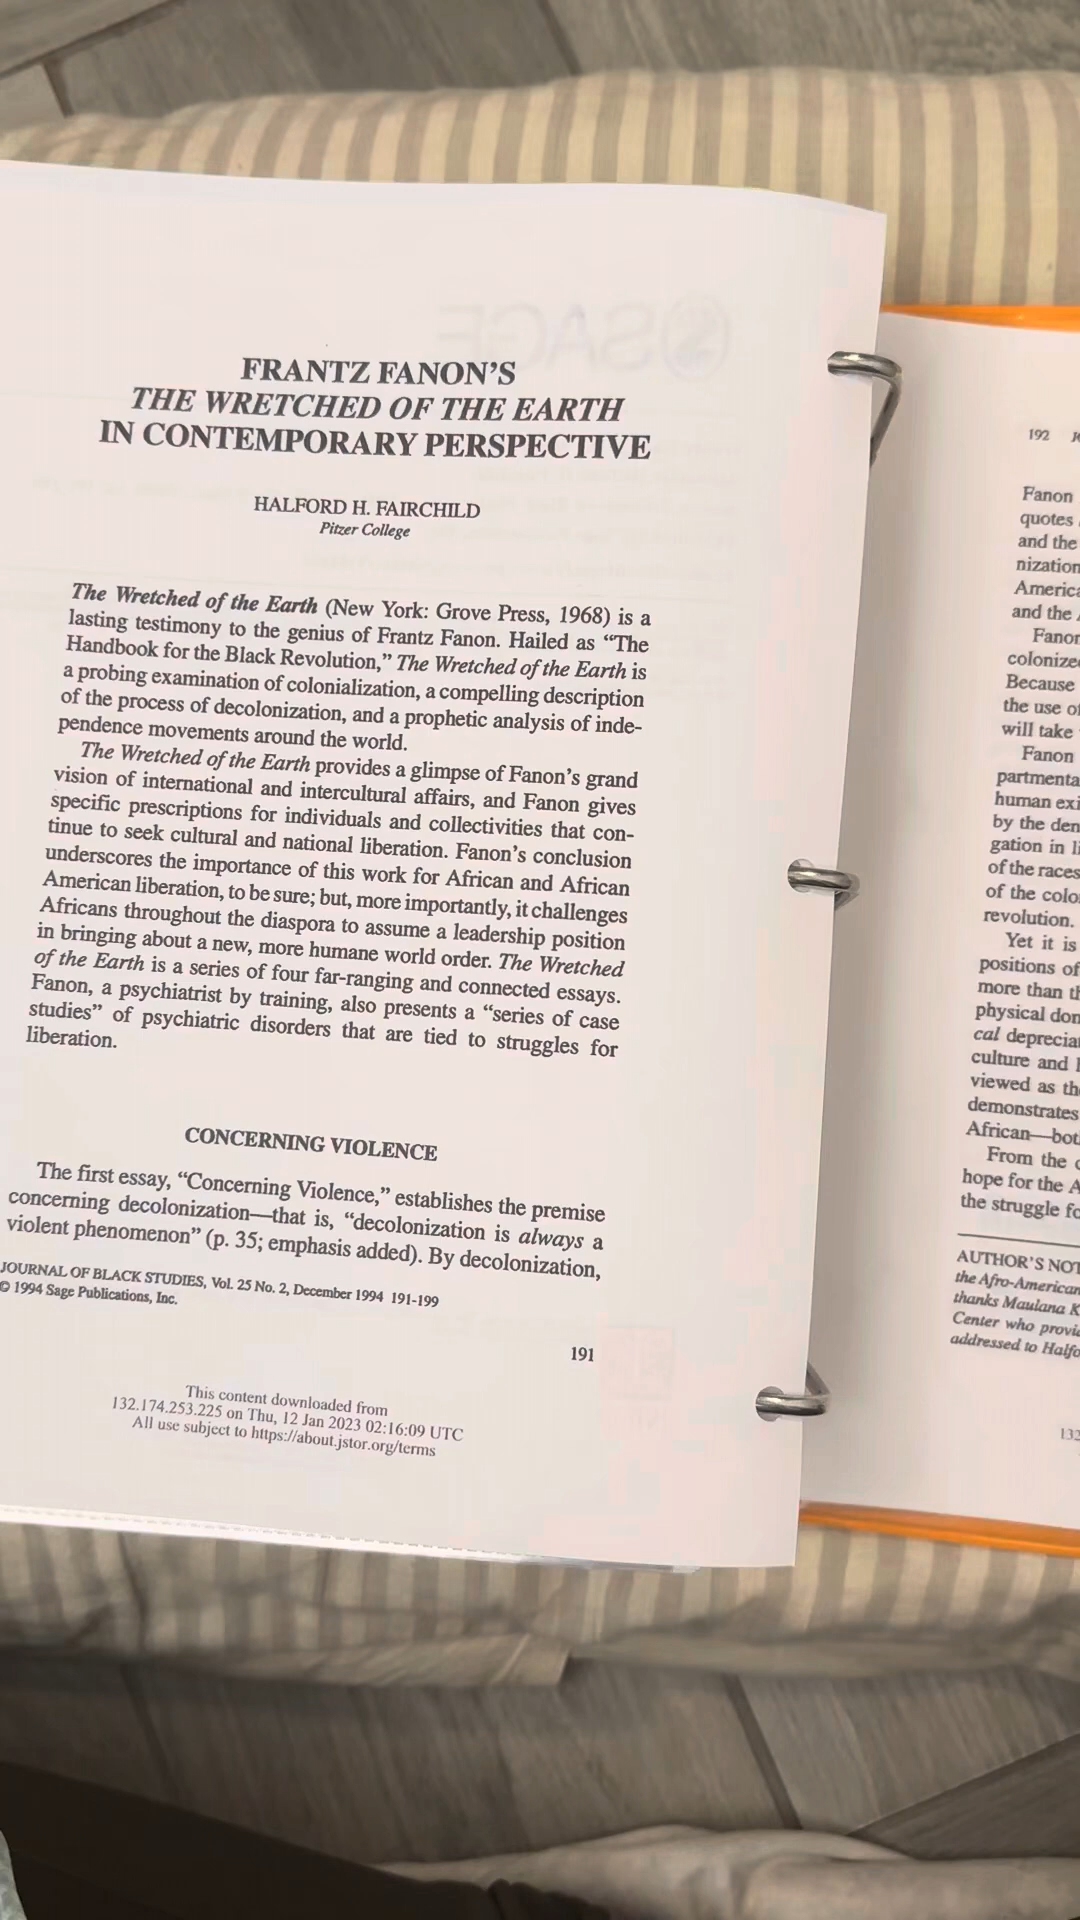 FRANTZ FANON'S
THE WRETCHED OF THE EARTH
IN CONTEMPORARY PERSPECTIVE
HALFORD H. FAIRCHILD
Pitzer College
The Wretched of the Earth (New York: Grove Press, 1968) is a
lasting testimony to the genius of Frantz Fanon. Hailed as “The
Handbook for the Black Revolution,” The Wretched of the Earth is
a probing examination of colonialization, a compelling description
of the process of decolonization, and a prophetic analysis of inde-
pendence movements around the world.
The Wretched of the Earth provides a glimpse of Fanon’s grand
vision of international and intercultural affairs, and Fanon gives
specific prescriptions for individuals and collectivities that con-
tinue to seek cultural and national liberation. Fanon’s conclusion
underscores the importance of this work for African and African
American liberation, to be sure; but, more importantly, it challenges
Africans throughout the diaspora to assume a leadership position
in bringing about a new, more humane world order. The Wretched
of the Earth is a series of four far-ranging and connected essays.
Fanon, a psychiatrist by training, also presents a “series of case
studies” of psychiatric disorders that are tied to struggles for
liberation.
CONCERNING VIOLENCE
The first essay, “Concerning Violence,” establishes the premise
concerning decolonization—that is, “decolonization is always a
violent phenomenon” (p. 35; emphasis added). By decolonization,
JOURNAL OF BLACK STUDIES, Vol. 25 No. 2, December 1994 191-199
© 1994 Sage Publications, Inc.
191
This content downloaded from
132.174.253.225 on Thu, 12 Jan 2023 02:16:09 UTC
All use subject to https://about.jstor.org/terms
192
Fanon
quotes
and the
nization
America
and the
Fanon
colonized
Because
the use of
will take
Fanon
partmenta
human exi
by the den
gation in li
of the races
of the colo
revolution.
Yet it is
positions of
more than th
physical don
cal deprecia
culture and
viewed as the
demonstrates
African—both
From the
hope for the A
the struggle fo
AUTHOR'S NOT
the Afro-American
thanks Maulana K
Center who provi
addressed to Halfo
132